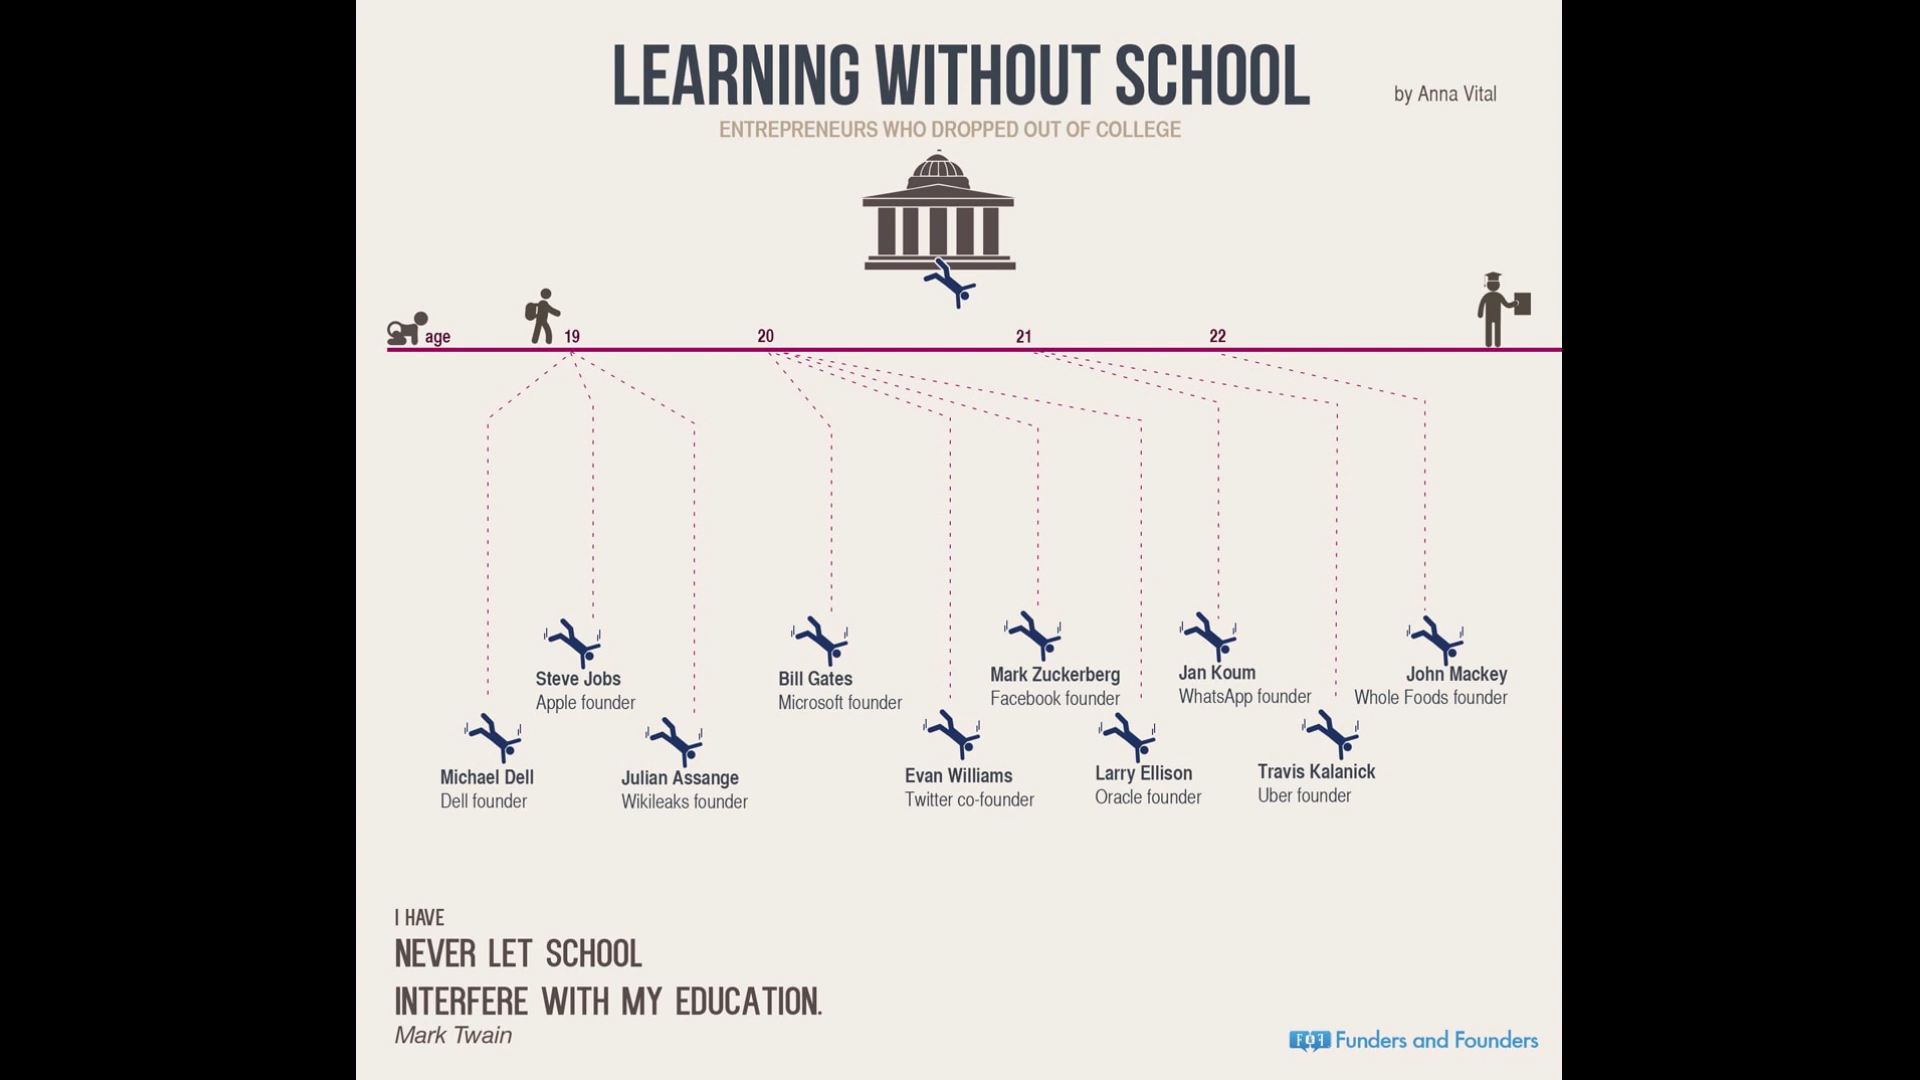 LEARNING WITHOUT SCHOOL
by Anna Vital
ENTREPRENEURS WHO DROPPED OUT OF COLLEGE
age
19
20
21
22
Steve Jobs
Apple founder
Bill Gates
Microsoft founder
Mark Zuckerberg
Facebook founder
Jan Koum
WhatsApp founder
John Mackey
Whole Foods founder
Michael Dell
Dell founder
Julian Assange
Wikileaks founder
Evan Williams
Twitter co-founder
Larry Ellison
Oracle founder
Travis Kalanick
Uber founder
I HAVE
NEVER LET SCHOOL
INTERFERE WITH MY EDUCATION.
Mark Twain
Funders and Founders